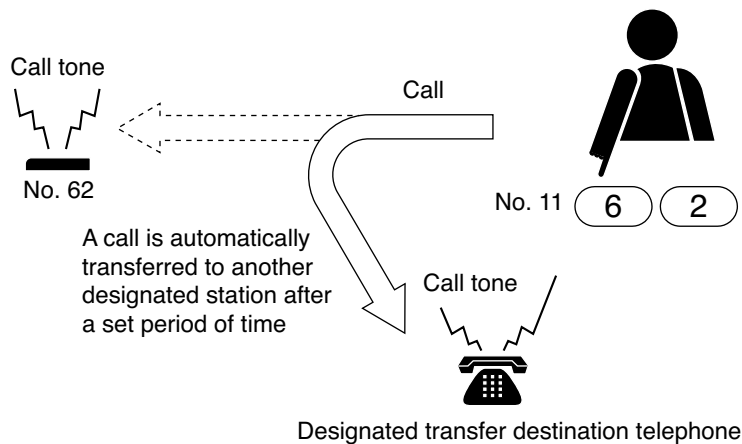 Call tone
Call
No. 62
No. 11
6
2
A call is automatically
transferred to another
designated station after
a set period of time
Call tone
Designated transfer destination telephone